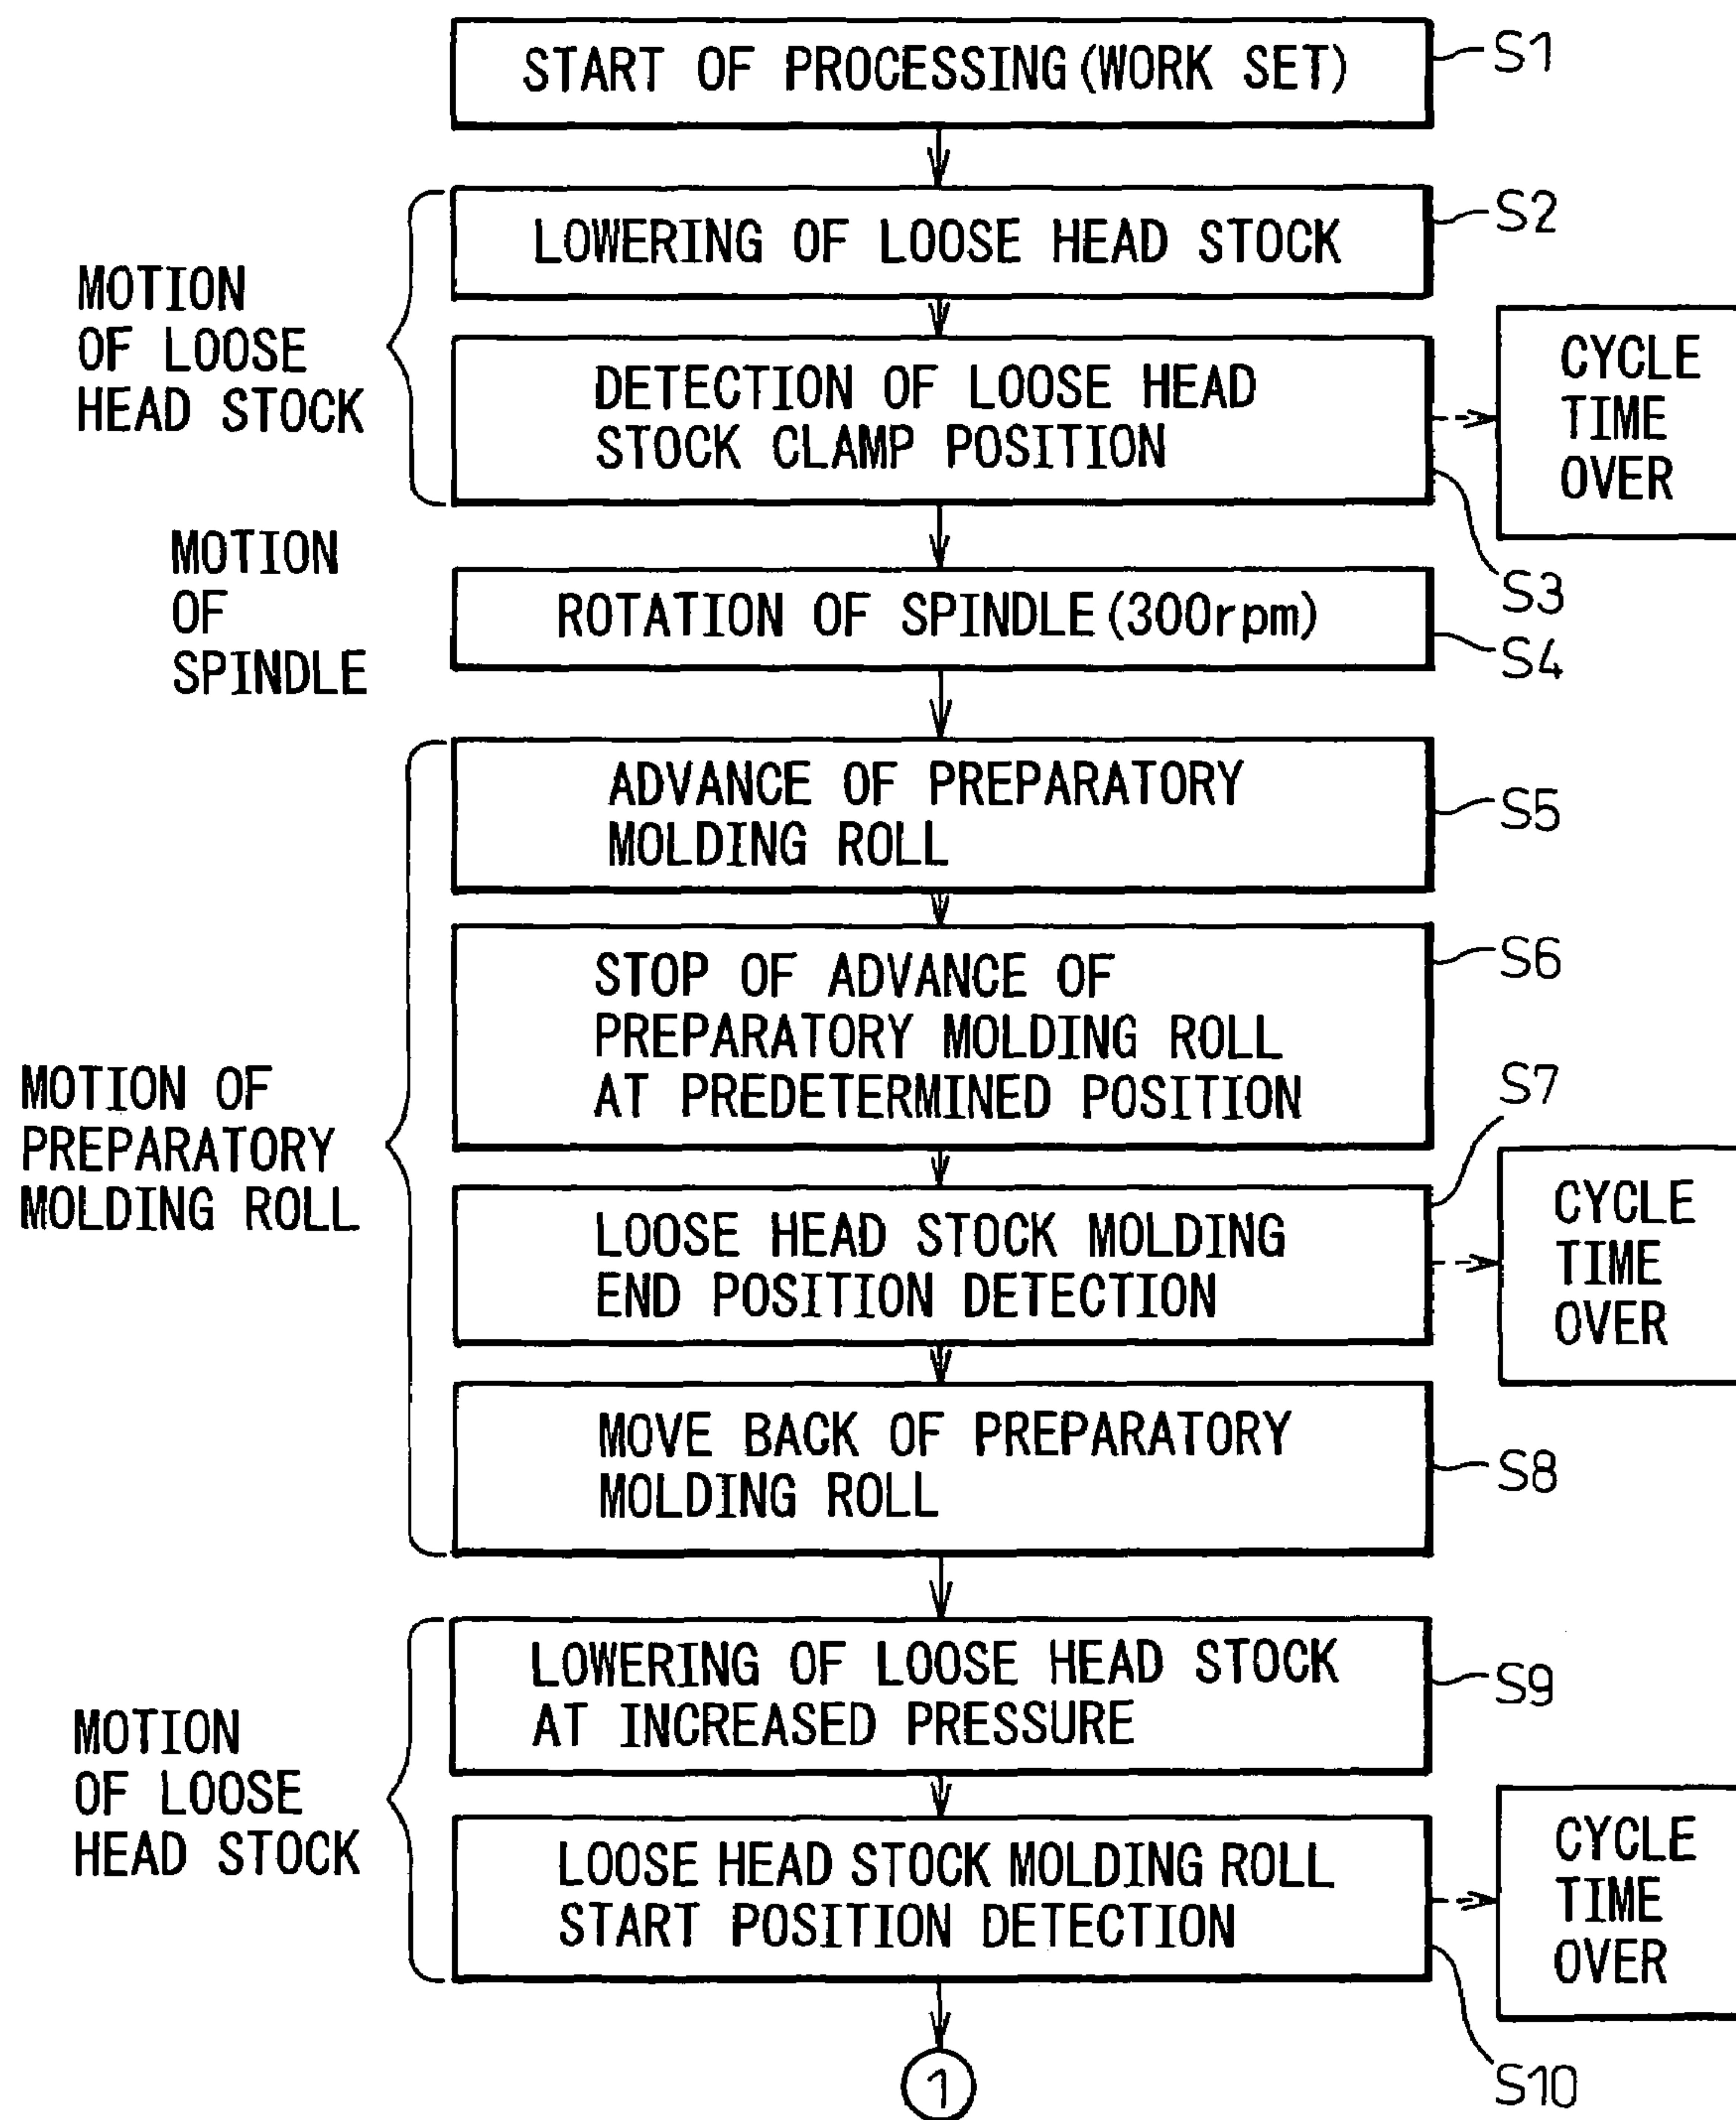 START OF PROCESSING (WORK SET)
S1
LOWERING OF LOOSE HEAD STOCK
S2
MOTION
OF LOOSE
HEAD STOCK
DETECTION OF LOOSE HEAD
STOCK CLAMP POSITION
S3
CYCLE
TIME
OVER
MOTION
OF
SPINDLE
ROTATION OF SPINDLE (300rpm)
S4
ADVANCE OF PREPARATORY
MOLDING ROLL
S5
STOP OF ADVANCE OF
PREPARATORY MOLDING ROLL
AT PREDETERMINED POSITION
S6
MOTION OF
PREPARATORY
MOLDING ROLL
LOOSE HEAD STOCK MOLDING
END POSITION DETECTION
S7
CYCLE
TIME
OVER
MOVE BACK OF PREPARATORY
MOLDING ROLL
S8
LOWERING OF LOOSE HEAD STOCK
AT INCREASED PRESSURE
S9
MOTION
OF LOOSE
HEAD STOCK
LOOSE HEAD STOCK MOLDING ROLL
START POSITION DETECTION
S10
CYCLE
TIME
OVER
1